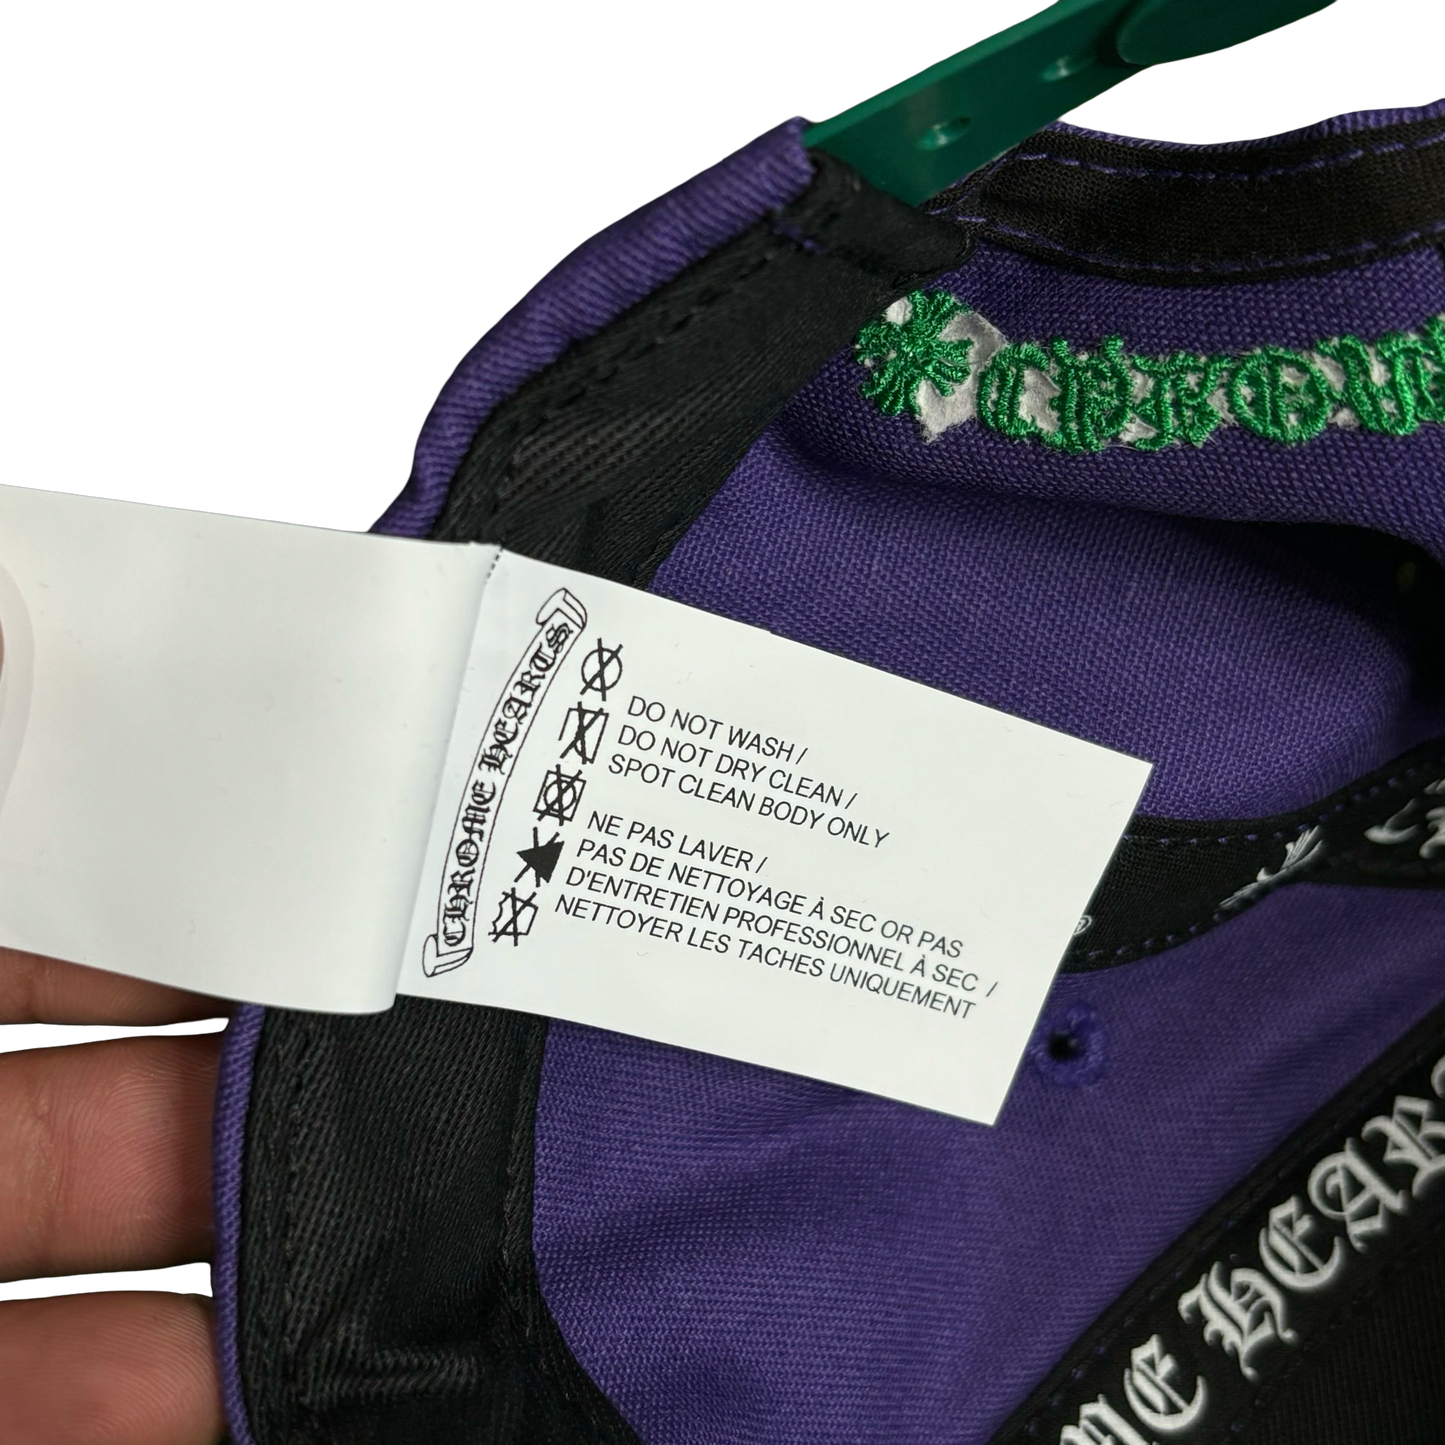 CHROME HEARTS
DO NOT WASH /
DO NOT DRY CLEAN /
SPOT CLEAN BODY ONLY
NE PAS LAVER /
PAS DE NETTOYAGE À SEC OR PAS
D'ENTRETIEN PROFESSIONNEL À SEC /
NETTOYER LES TACHES UNIQUEMENT